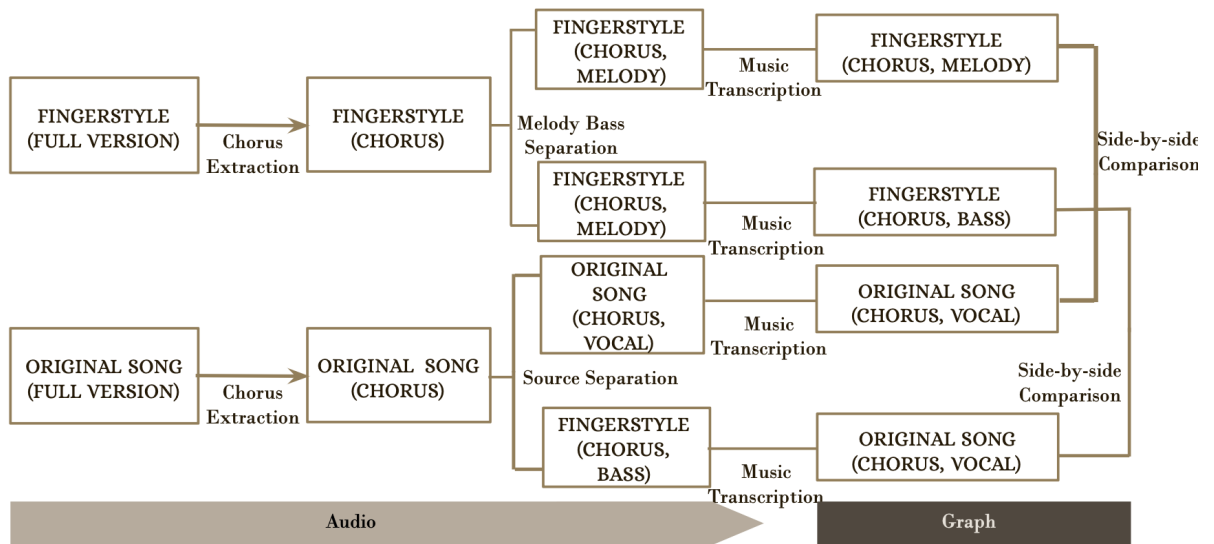 FINGERSTYLE
(FULL VERSION)
Chorus
Extraction
FINGERSTYLE
(CHORUS)
Melody Bass
Separation
FINGERSTYLE
(CHORUS,
MELODY)
Music
Transcription
FINGERSTYLE
(CHORUS, MELODY)
Side-by-side
Comparison
FINGERSTYLE
(CHORUS,
MELODY)
Music
Transcription
FINGERSTYLE
(CHORUS, BASS)
ORIGINAL SONG
(FULL VERSION)
Chorus
Extraction
ORIGINAL SONG
(CHORUS)
Source Separation
ORIGINAL
SONG
(CHORUS,
VOCAL)
Music
Transcription
ORIGINAL SONG
(CHORUS, VOCAL)
Side-by-side
Comparison
FINGERSTYLE
(CHORUS,
BASS)
Music
Transcription
ORIGINAL SONG
(CHORUS, VOCAL)
Audio
Graph